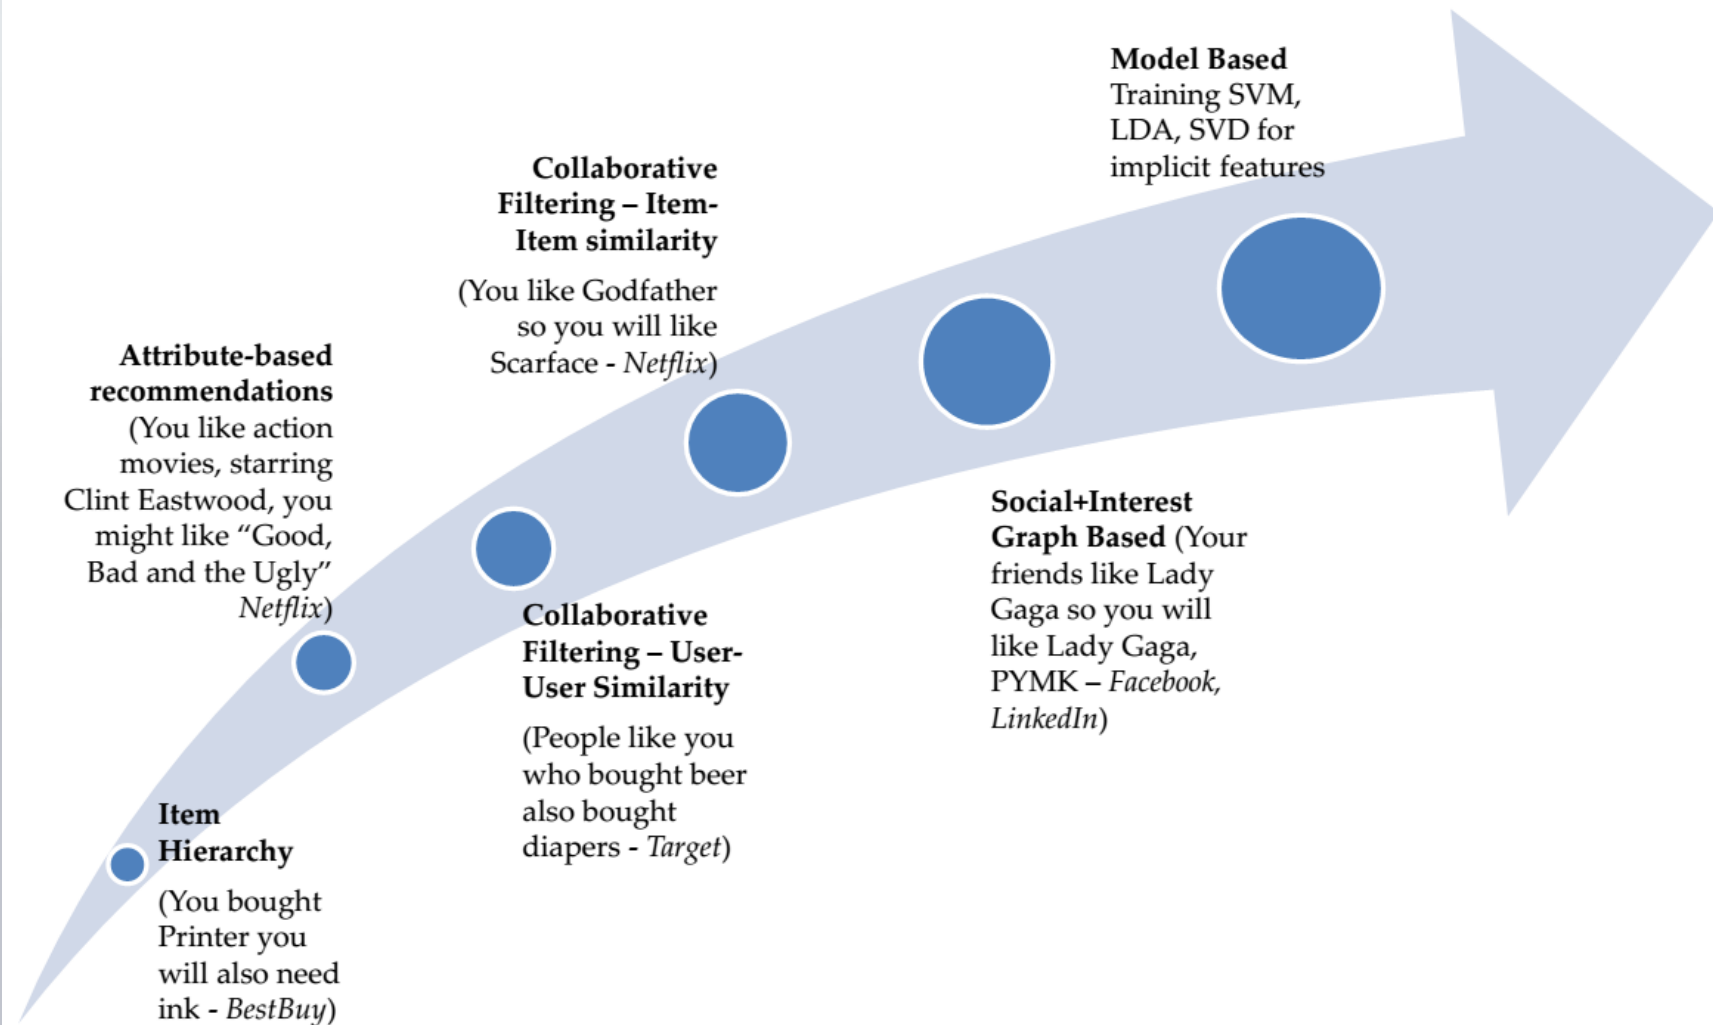 Model Based
Training SVM,
LDA, SVD for
implicit features
Collaborative
Filtering – Item-
Item similarity
(You like Godfather
so you will like
Scarface - Netflix)
Attribute-based
recommendations
(You like action
movies, starring
Clint Eastwood, you
might like “Good,
Bad and the Ugly”
Netflix)
Social+Interest
Graph Based (Your
friends like Lady
Gaga so you will
like Lady Gaga,
PYMK – Facebook,
LinkedIn)
Collaborative
Filtering – User-
User Similarity
(People like you
who bought beer
also bought
diapers - Target)
Item
Hierarchy
(You bought
Printer you
will also need
ink - BestBuy)